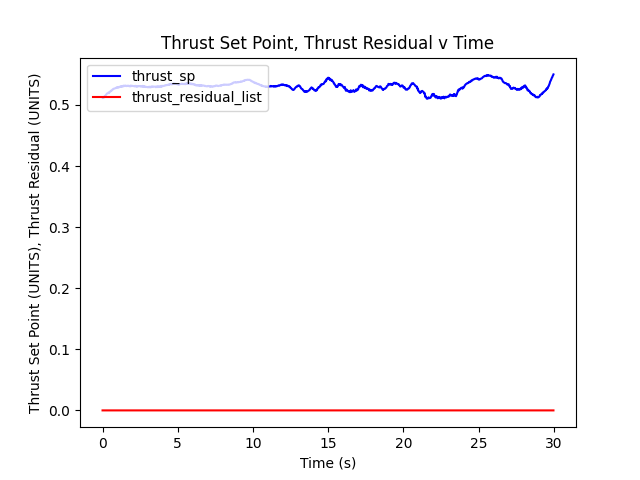 Thrust Set Point, Thrust Residual v Time
thrust_sp
thrust_residual_list
Thrust Set Point (UNITS), Thrust Residual (UNITS)
0.5
0.4
0.3
0.2
0.1
0.0
0 5 10 15 20 25 30
Time (s)